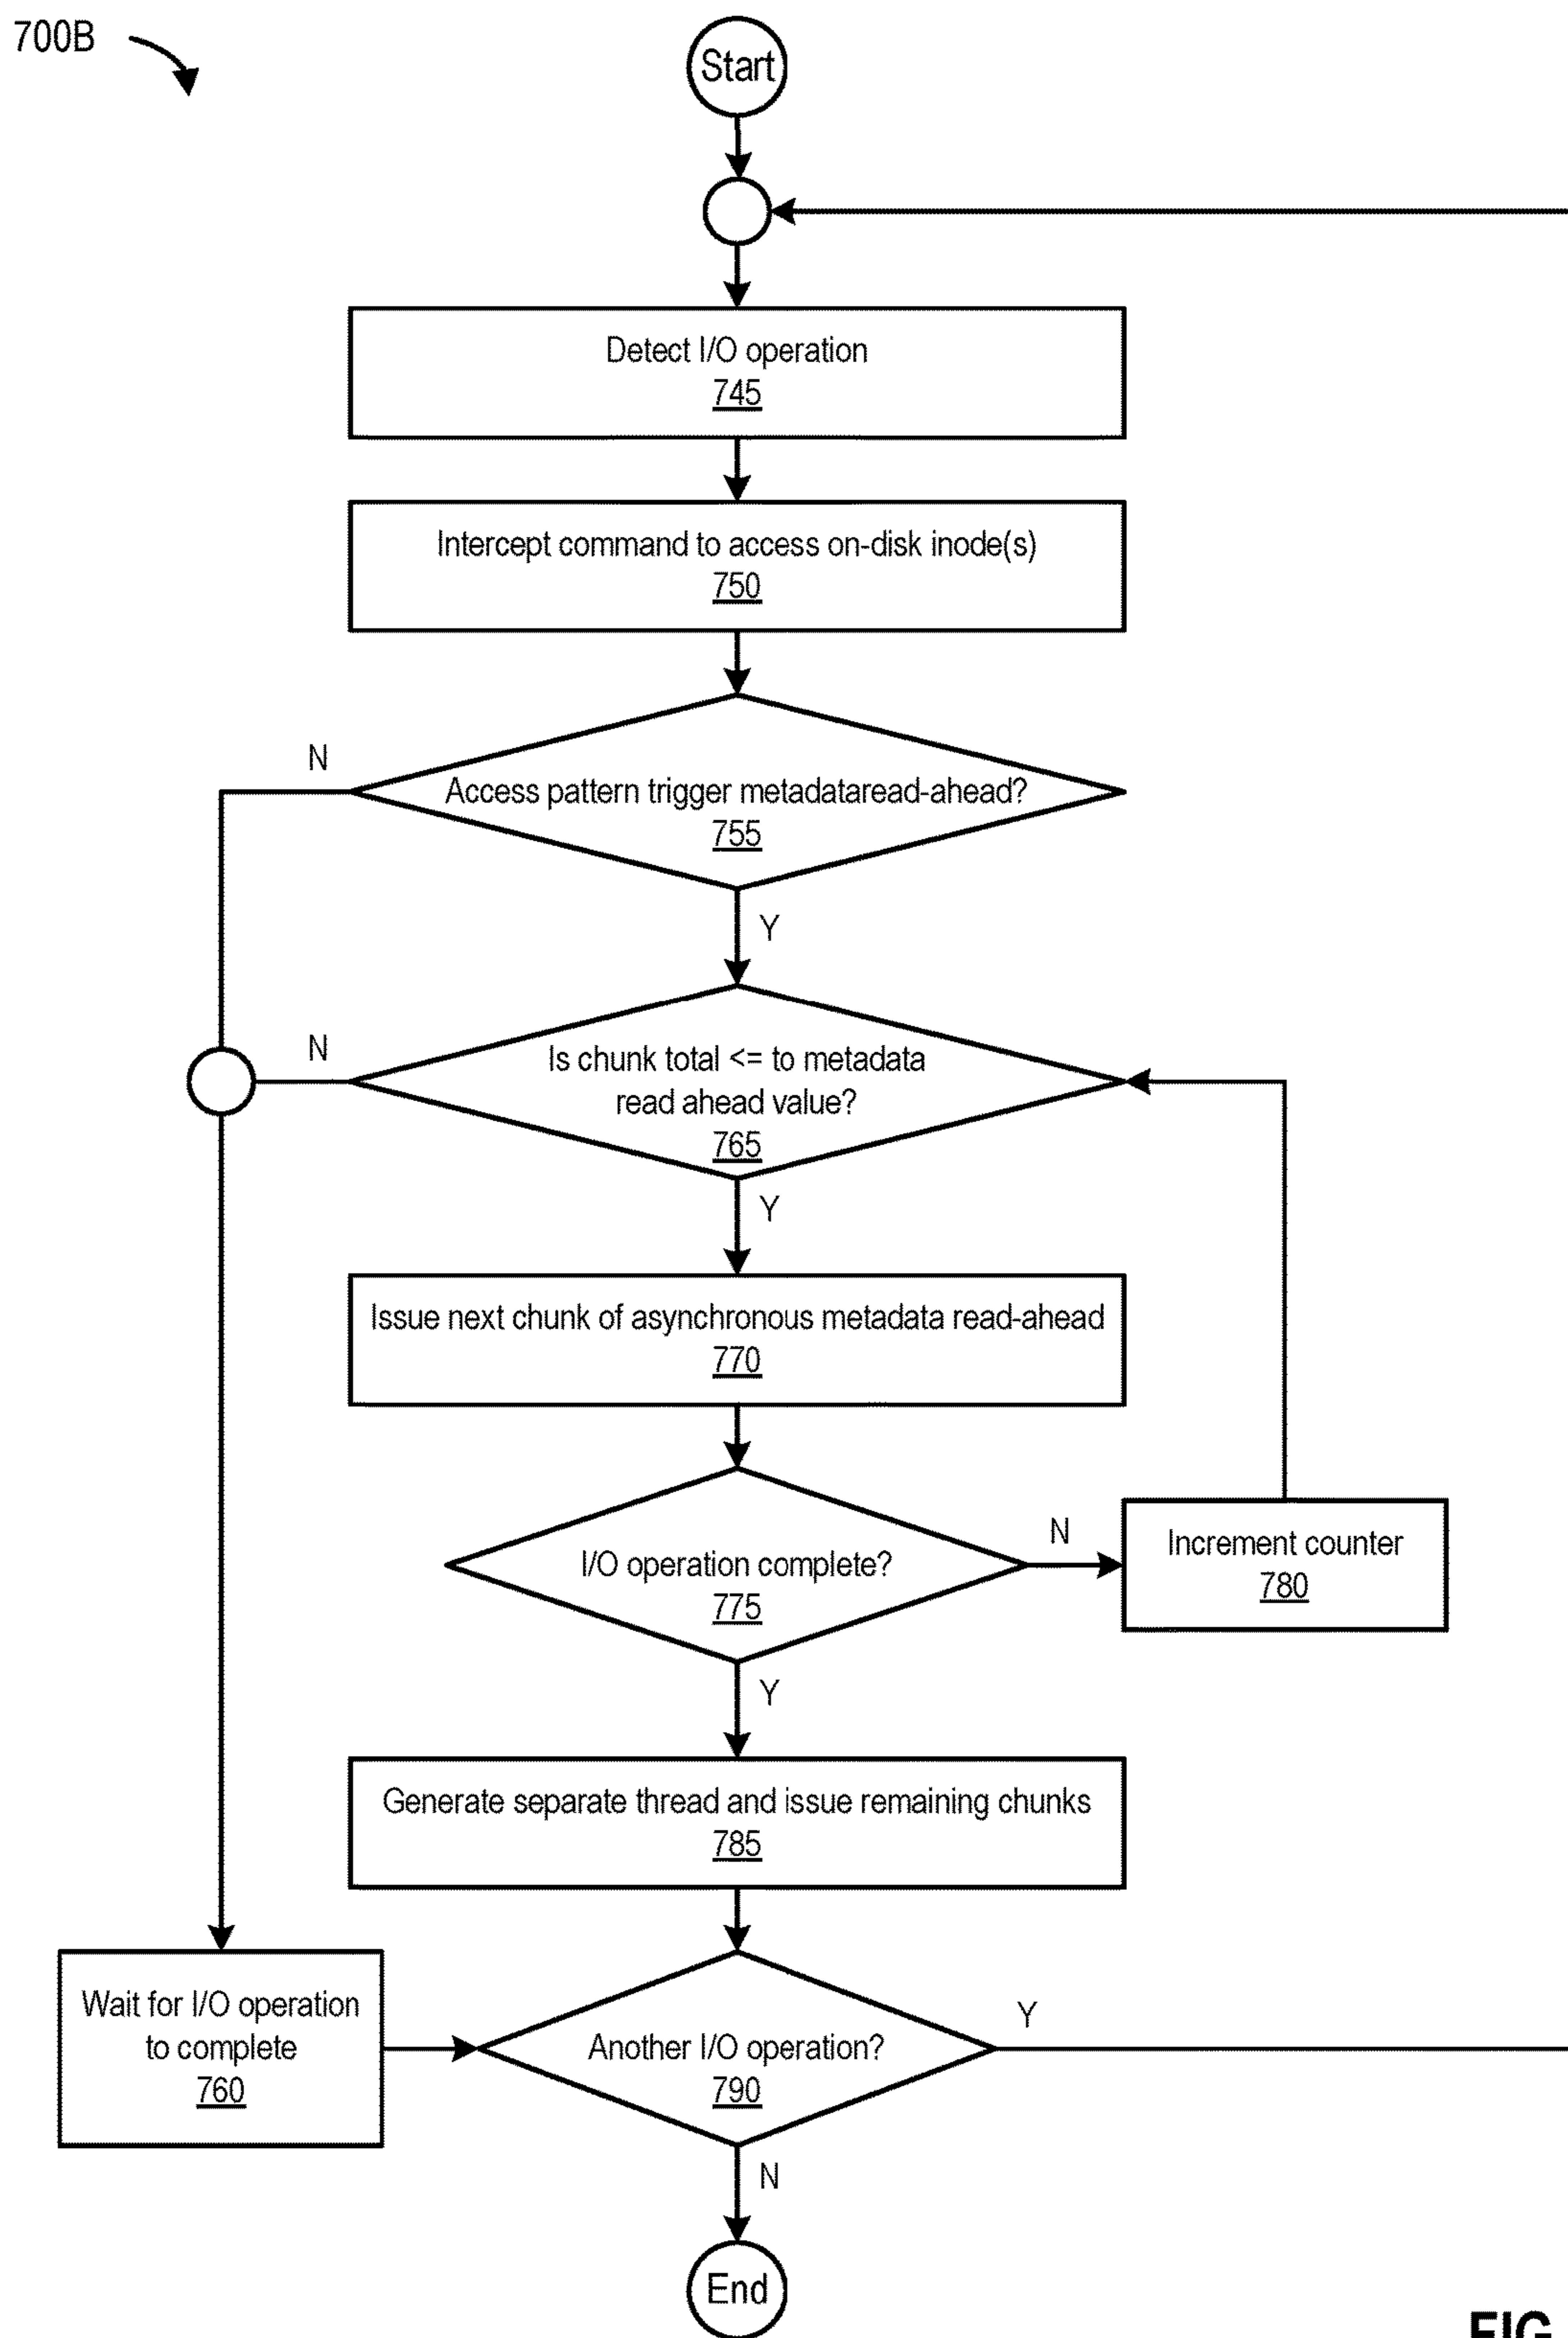 700B
Start
Detect I/O operation
745
Intercept command to access on-disk inode(s)
750
N
Access pattern trigger metadataread-ahead?
755
Y
N
Is chunk total <= to metadata
read ahead value?
765
Y
Issue next chunk of asynchronous metadata read-ahead
770
I/O operation complete?
775
N
Increment counter
780
Y
Generate separate thread and issue remaining chunks
785
Wait for I/O operation
to complete
760
Another I/O operation?
790
Y
N
End
FIG